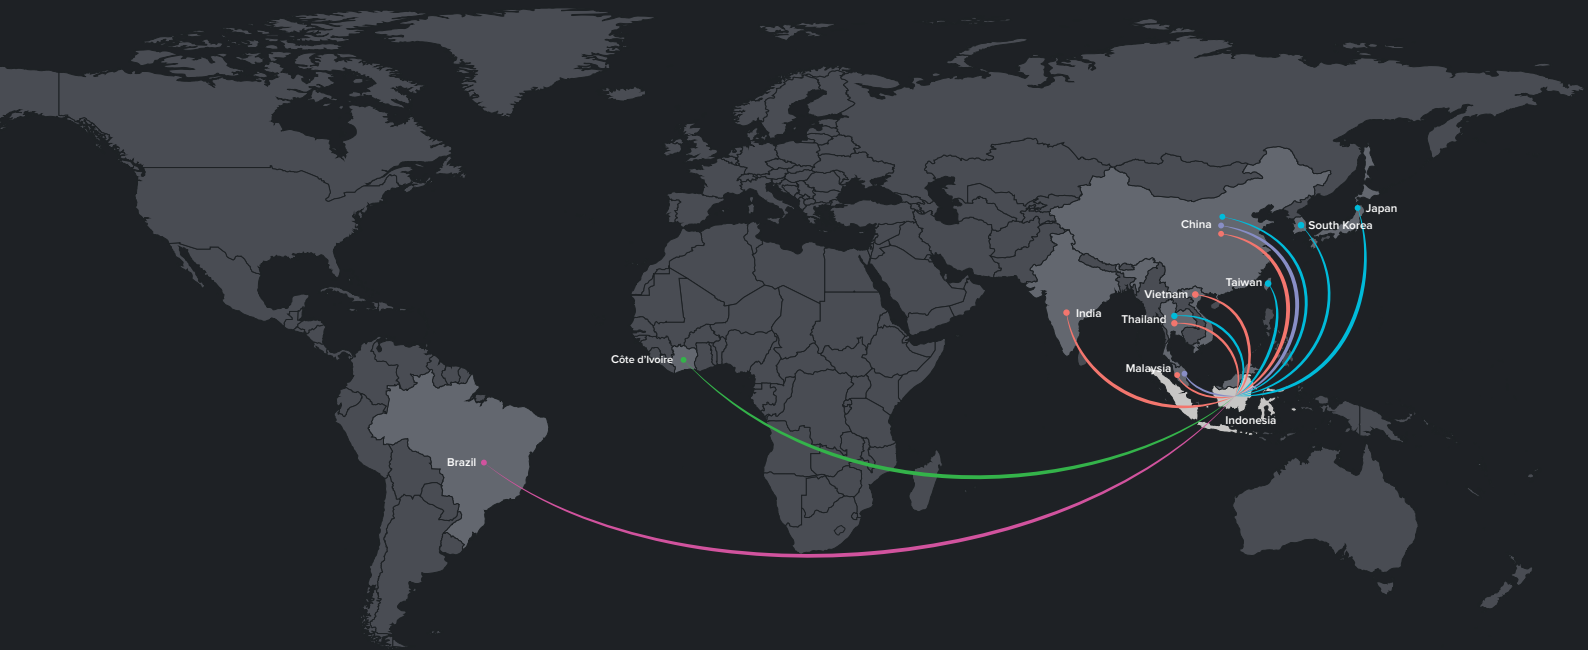 Japan
China
South Korea
Taiwan
Vietnam
India
Thailand
Côte d'Ivoire
Malaysia
Indonesia
Brazil